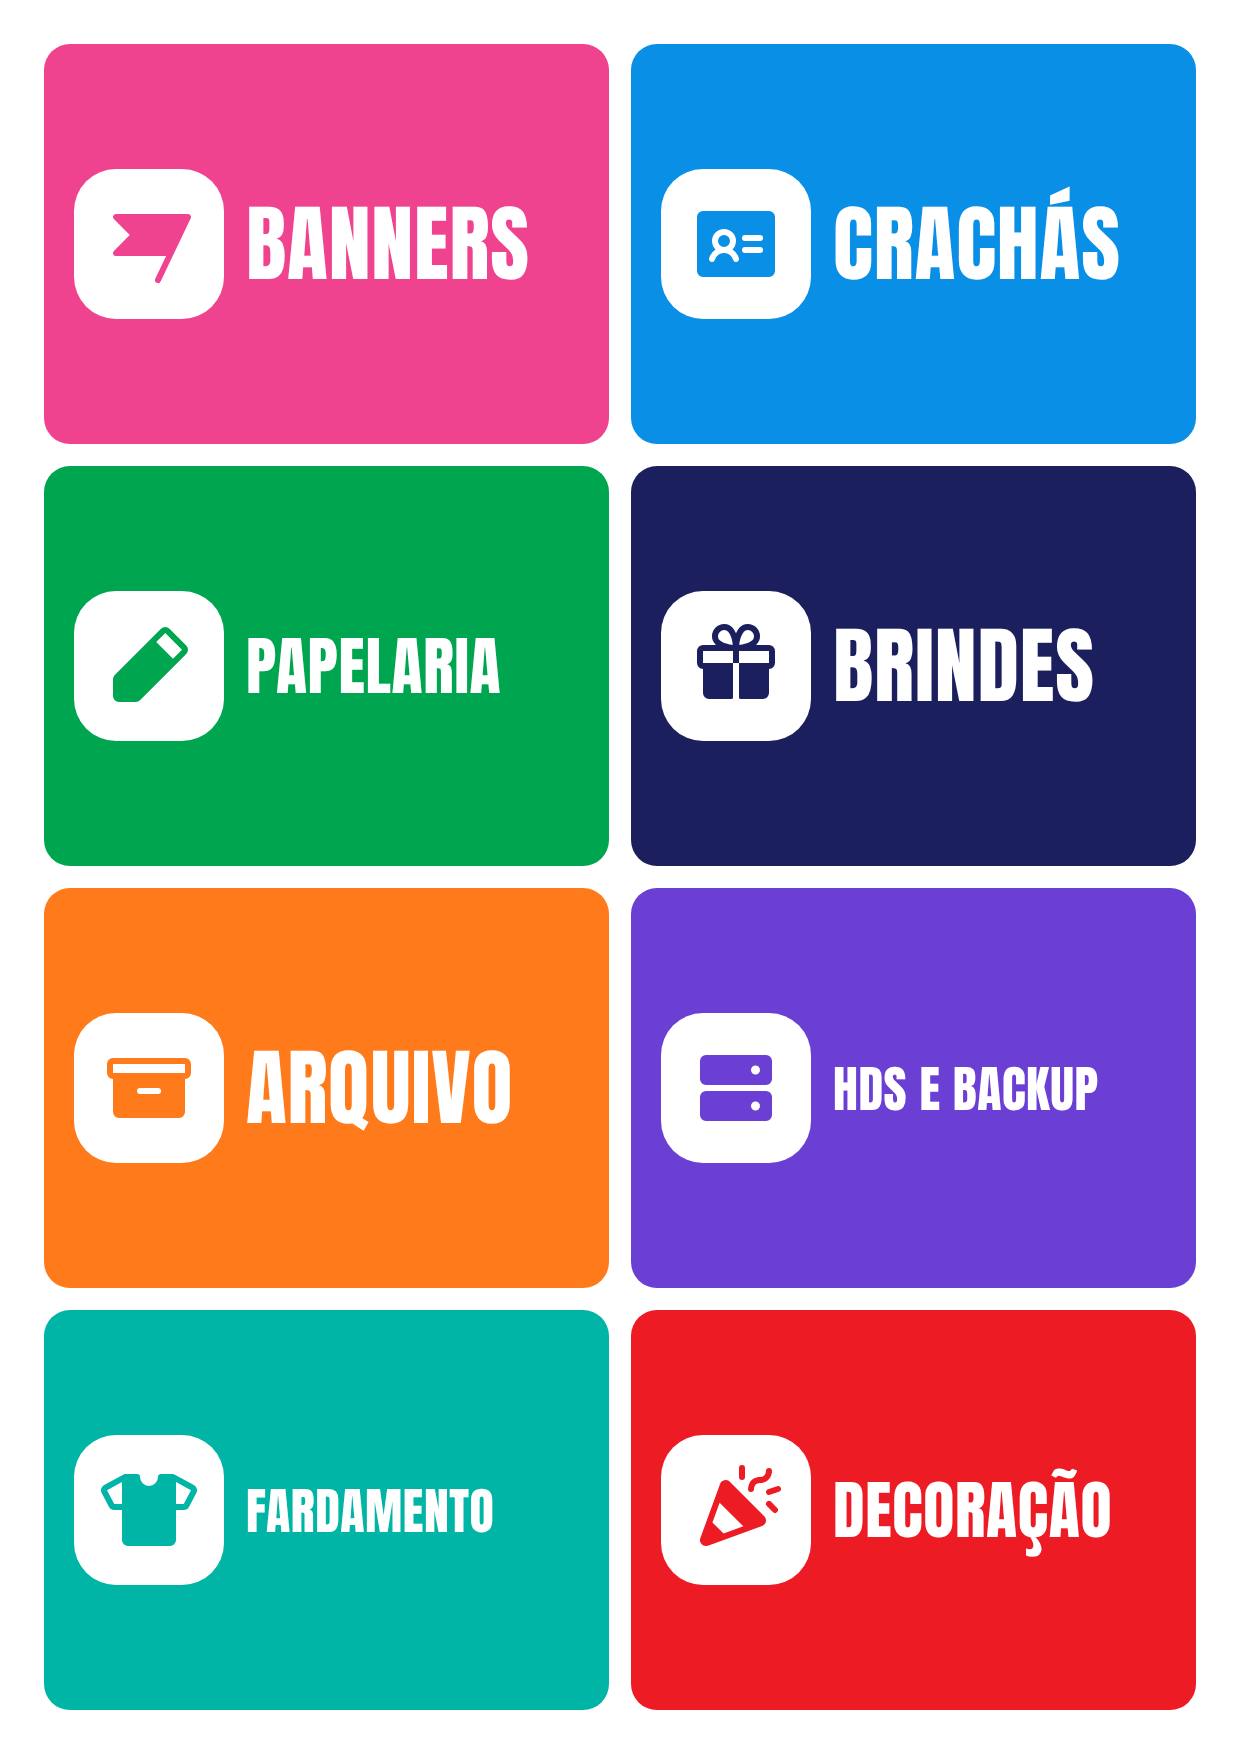 BANNERS
CRACHÁS
PAPELARIA
BRINDES
ARQUIVO
HDS E BACKUP
FARDAMENTO
DECORAÇÃO